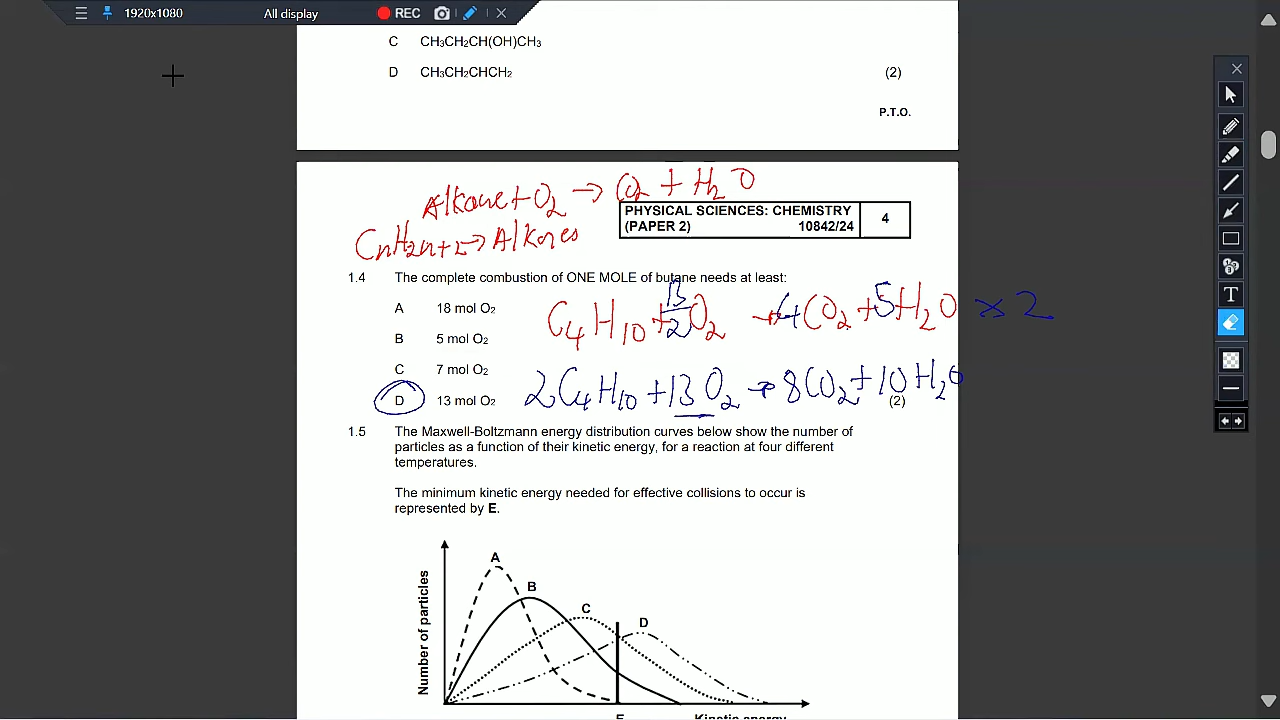 1920x1080 All display REC
C CH₃CH₂CH(OH)CH₃
D CH₃CH₂CHCH₂ (2)
P.T.O.
Alkane + O₂ → CO₂ + H₂O
PHYSICAL SCIENCES: CHEMISTRY
(PAPER 2) 10842/24
4
CnH2n+2 → Alkanes
1.4 The complete combustion of ONE MOLE of butane needs at least:
A 18 mol O₂
C₄H₁₀ + 13/2 O₂ → 4CO₂ + 5H₂O × 2
B 5 mol O₂
C 7 mol O₂
D 13 mol O₂ (2)
2C₄H₁₀ + 13O₂ → 8CO₂ + 10H₂O
1.5 The Maxwell-Boltzmann energy distribution curves below show the number of
particles as a function of their kinetic energy, for a reaction at four different
temperatures.
The minimum kinetic energy needed for effective collisions to occur is
represented by E.
A
B
C
D
Number of particles
E Kinetic energy
T